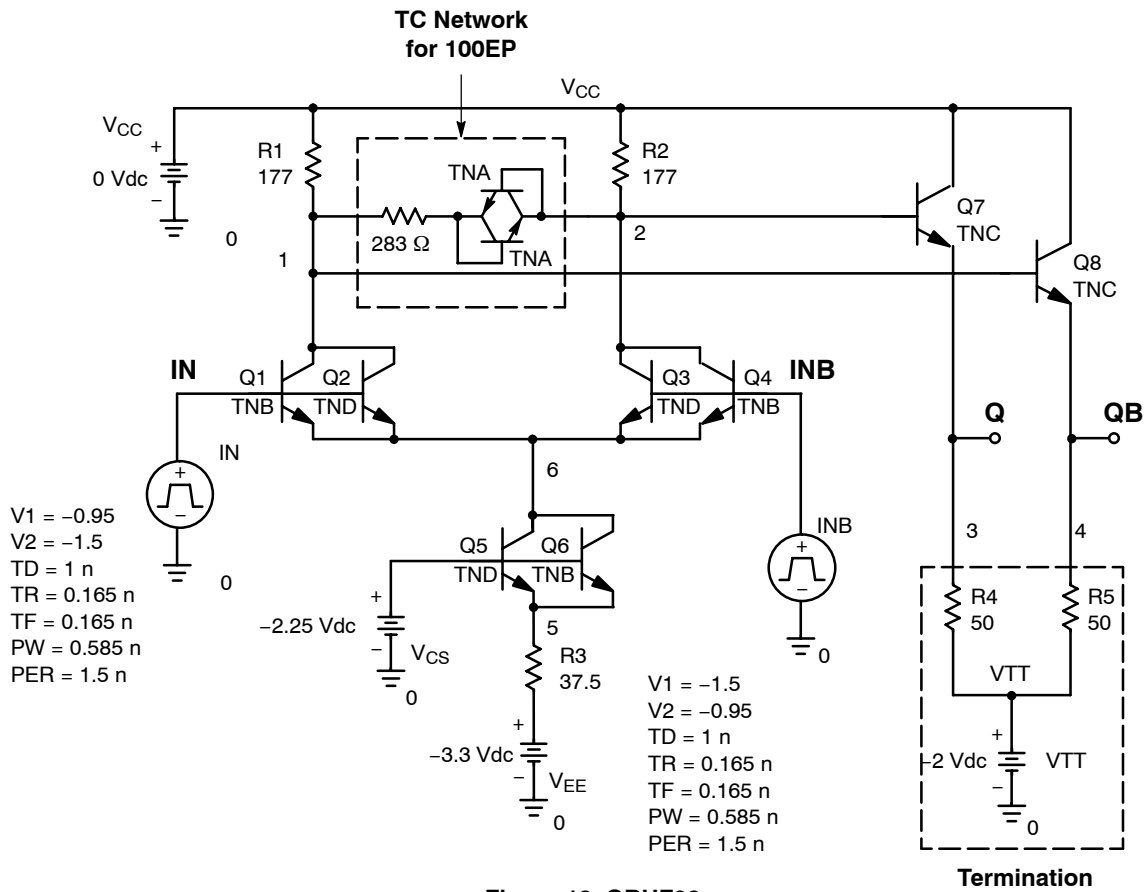 TC Network
for 100EP
VCC
VCC
+
0 Vdc
−
0
R1
177
TNA
283 Ω
TNA
R2
177
2
1
Q7
TNC
Q8
TNC
IN
Q1
TNB
Q2
TND
Q3
TND
Q4
TNB
INB
Q
QB
IN
+
−
0
V1 = −0.95
V2 = −1.5
TD = 1 n
TR = 0.165 n
TF = 0.165 n
PW = 0.585 n
PER = 1.5 n
6
Q5
TND
Q6
TNB
INB
+
−
0
3
4
+
−2.25 Vdc
−
VCS
0
5
R3
37.5
+
−3.3 Vdc
−
VEE
0
V1 = −1.5
V2 = −0.95
TD = 1 n
TR = 0.165 n
TF = 0.165 n
PW = 0.585 n
PER = 1.5 n
R4
50
R5
50
VTT
+
−2 Vdc
−
VTT
0
Termination